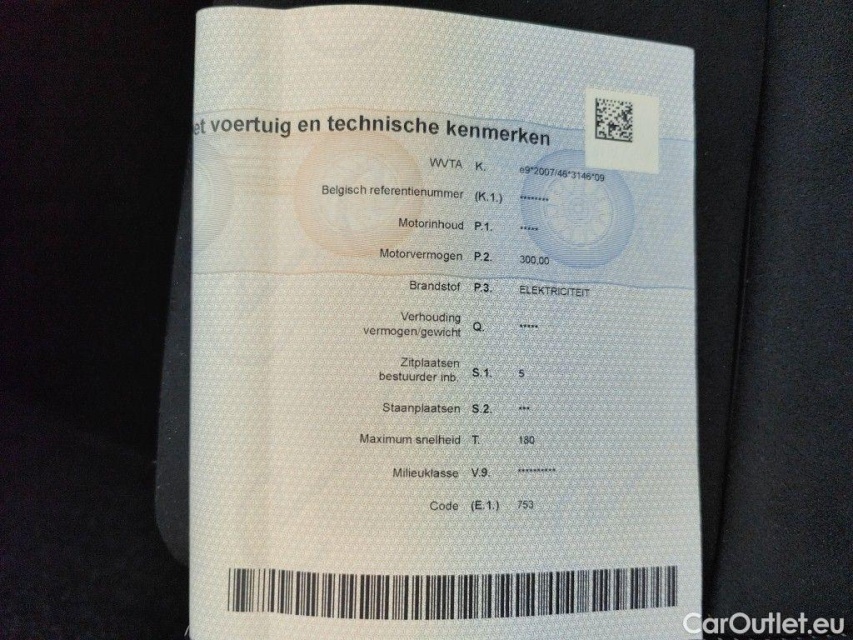 et voertuig en technische kenmerken
WVTA K. e9*2007/46*3146*09
Belgisch referentienummer (K.1.) ********
Motorinhoud P.1. *****
Motorvermogen P.2. 300.00
Brandstof P.3. ELEKTRICITEIT
Verhouding
vermogen/gewicht Q. *****
Zitplaatsen
bestuurder inb. S.1. 5
Staanplaatsen S.2. ***
Maximum snelheid T. 180
Milieuklasse V.9. **********
Code (E.1.) 753
CarOutlet.eu